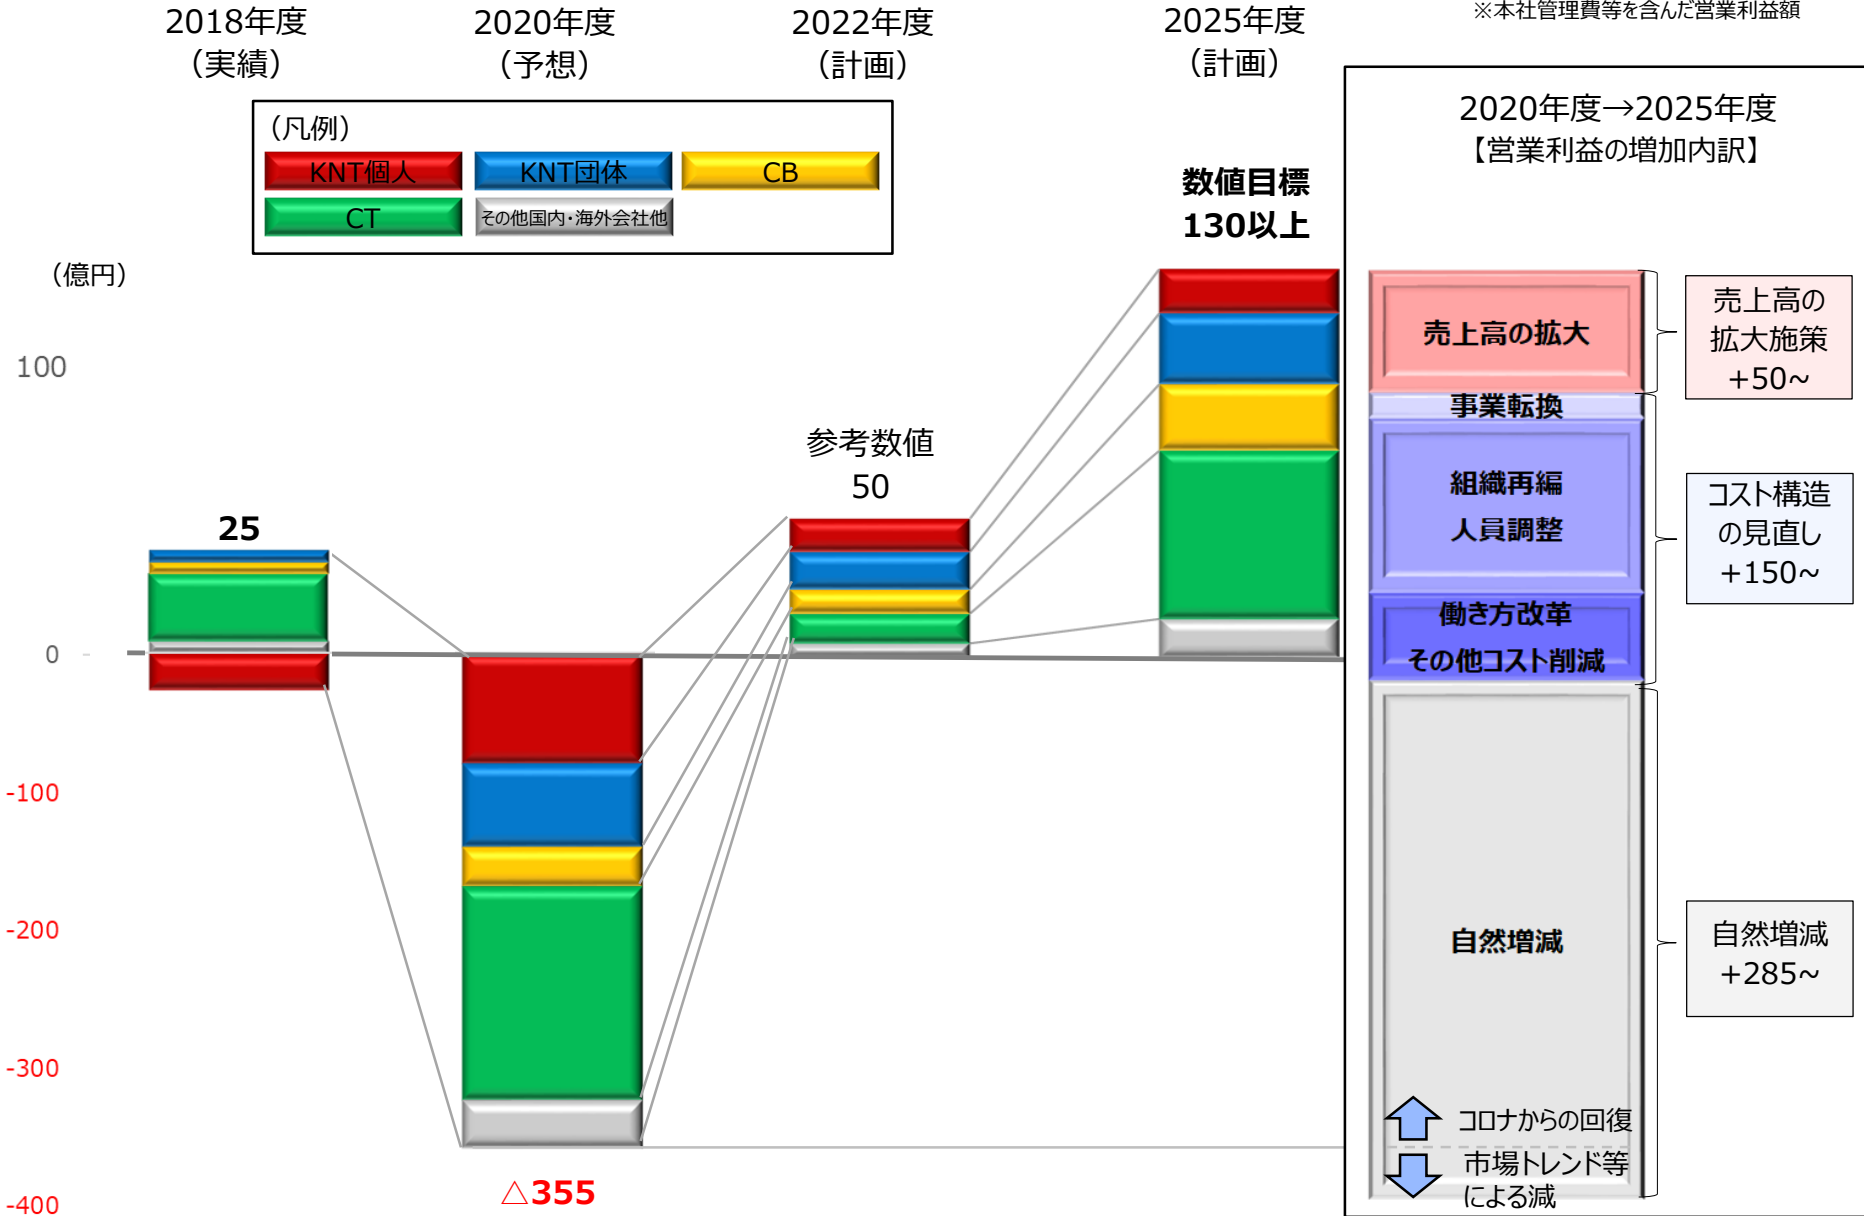 2018年度
（実績）
2020年度
（予想）
2022年度
（計画）
2025年度
（計画）
※本社管理費等を含んだ営業利益額
（凡例）
KNT個人
KNT団体
CB
CT
その他国内・海外会社他
（億円）
100
0
-100
-200
-300
-400
25
△355
参考数値
50
数値目標
130以上
2020年度→2025年度
【営業利益の増加内訳】
売上高の拡大
事業転換
組織再編
人員調整
働き方改革
その他コスト削減
自然増減
コロナからの回復
市場トレンド等
による減
売上高の
拡大施策
+50~
コスト構造
の見直し
+150~
自然増減
+285~